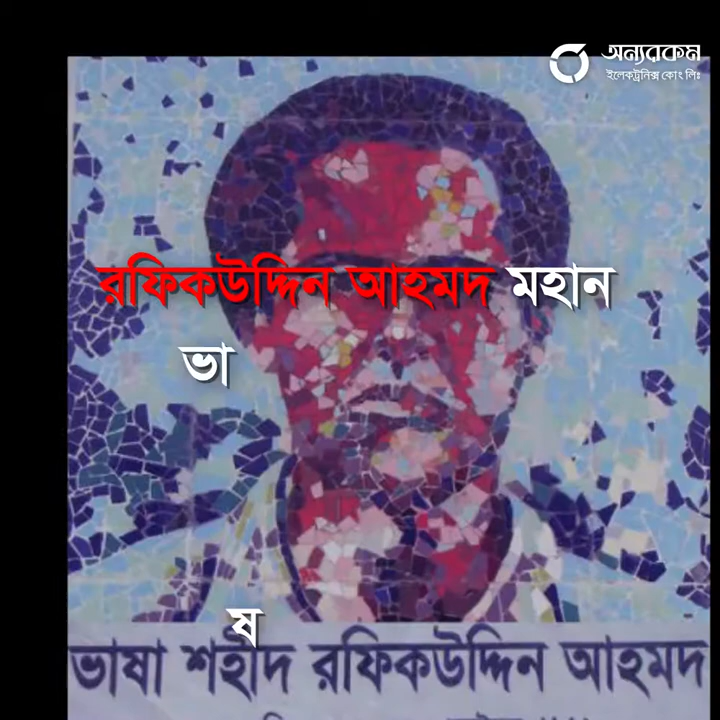 অন্যরকম
ইলেকট্রনিক্স কোং লিঃ
রফিকউদ্দিন আহমদ মহান
ভা
ষ
ভাষা শহীদ রফিকউদ্দিন আহমদ